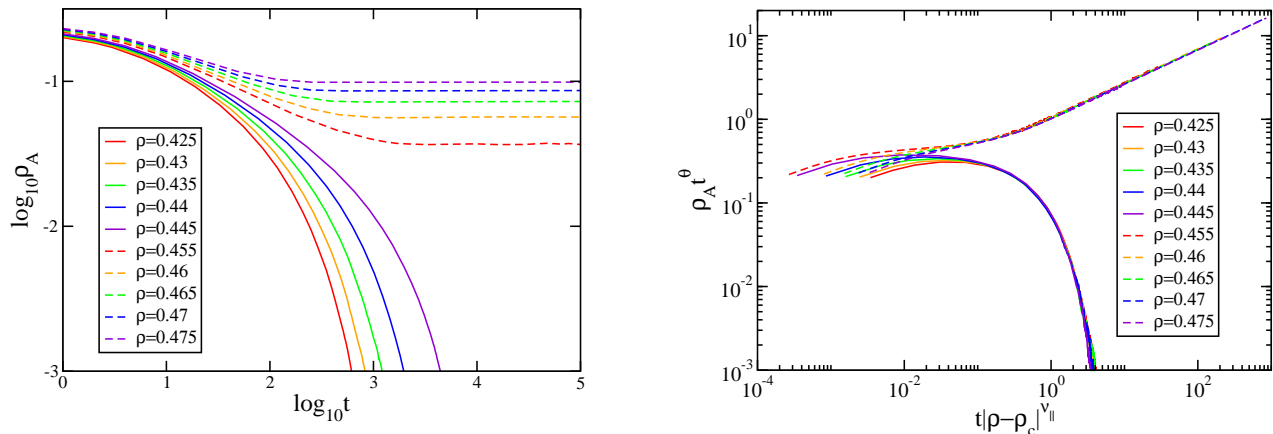 log₁₀ρ_A
-1
-2
-3
0 1 2 3 4 5
log₁₀t
ρ=0.425
ρ=0.43
ρ=0.435
ρ=0.44
ρ=0.445
ρ=0.455
ρ=0.46
ρ=0.465
ρ=0.47
ρ=0.475
ρ_A t^θ
10¹
10⁰
10⁻¹
10⁻²
10⁻³
10⁻⁴ 10⁻² 10⁰ 10²
t|ρ−ρ_c|^ν_||
ρ=0.425
ρ=0.43
ρ=0.435
ρ=0.44
ρ=0.445
ρ=0.455
ρ=0.46
ρ=0.465
ρ=0.47
ρ=0.475